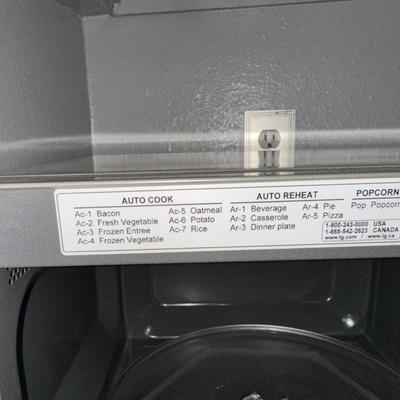 AUTO COOK
Ac-1 Bacon
Ac-2 Fresh Vegetable
Ac-3 Frozen Entree
Ac-4 Frozen Vegetable
Ac-5 Oatmeal
Ac-6 Potato
Ac-7 Rice
AUTO REHEAT
Ar-1 Beverage
Ar-2 Casserole
Ar-3 Dinner plate
Ar-4 Pie
Ar-5 Pizza
POPCORN
Pop Popcorn
1-800-243-0000 USA
1-888-542-2623 CANADA
www.lg.com / www.lg.ca